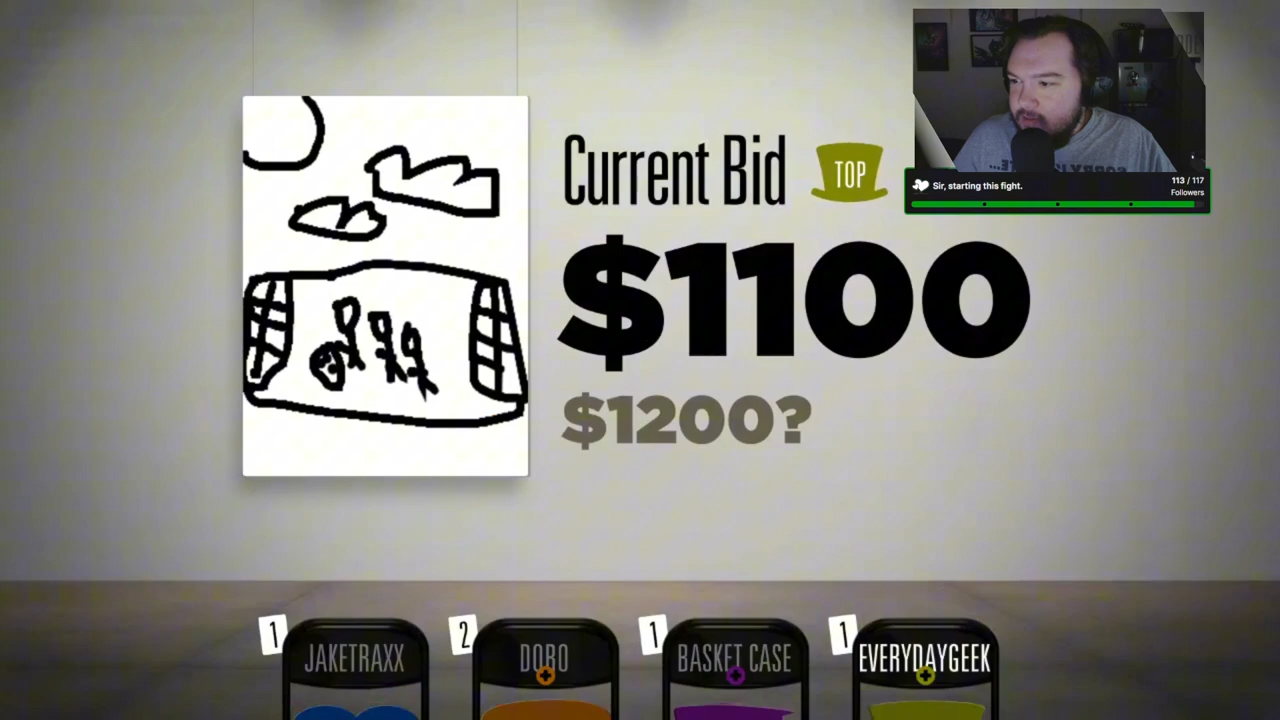 Current Bid
TOP
$1100
$1200?
Sir, starting this fight.
113 / 117
Followers
1 JAKETRAXX
2 DOBO
1 BASKET CASE
1 EVERYDAYGEEK